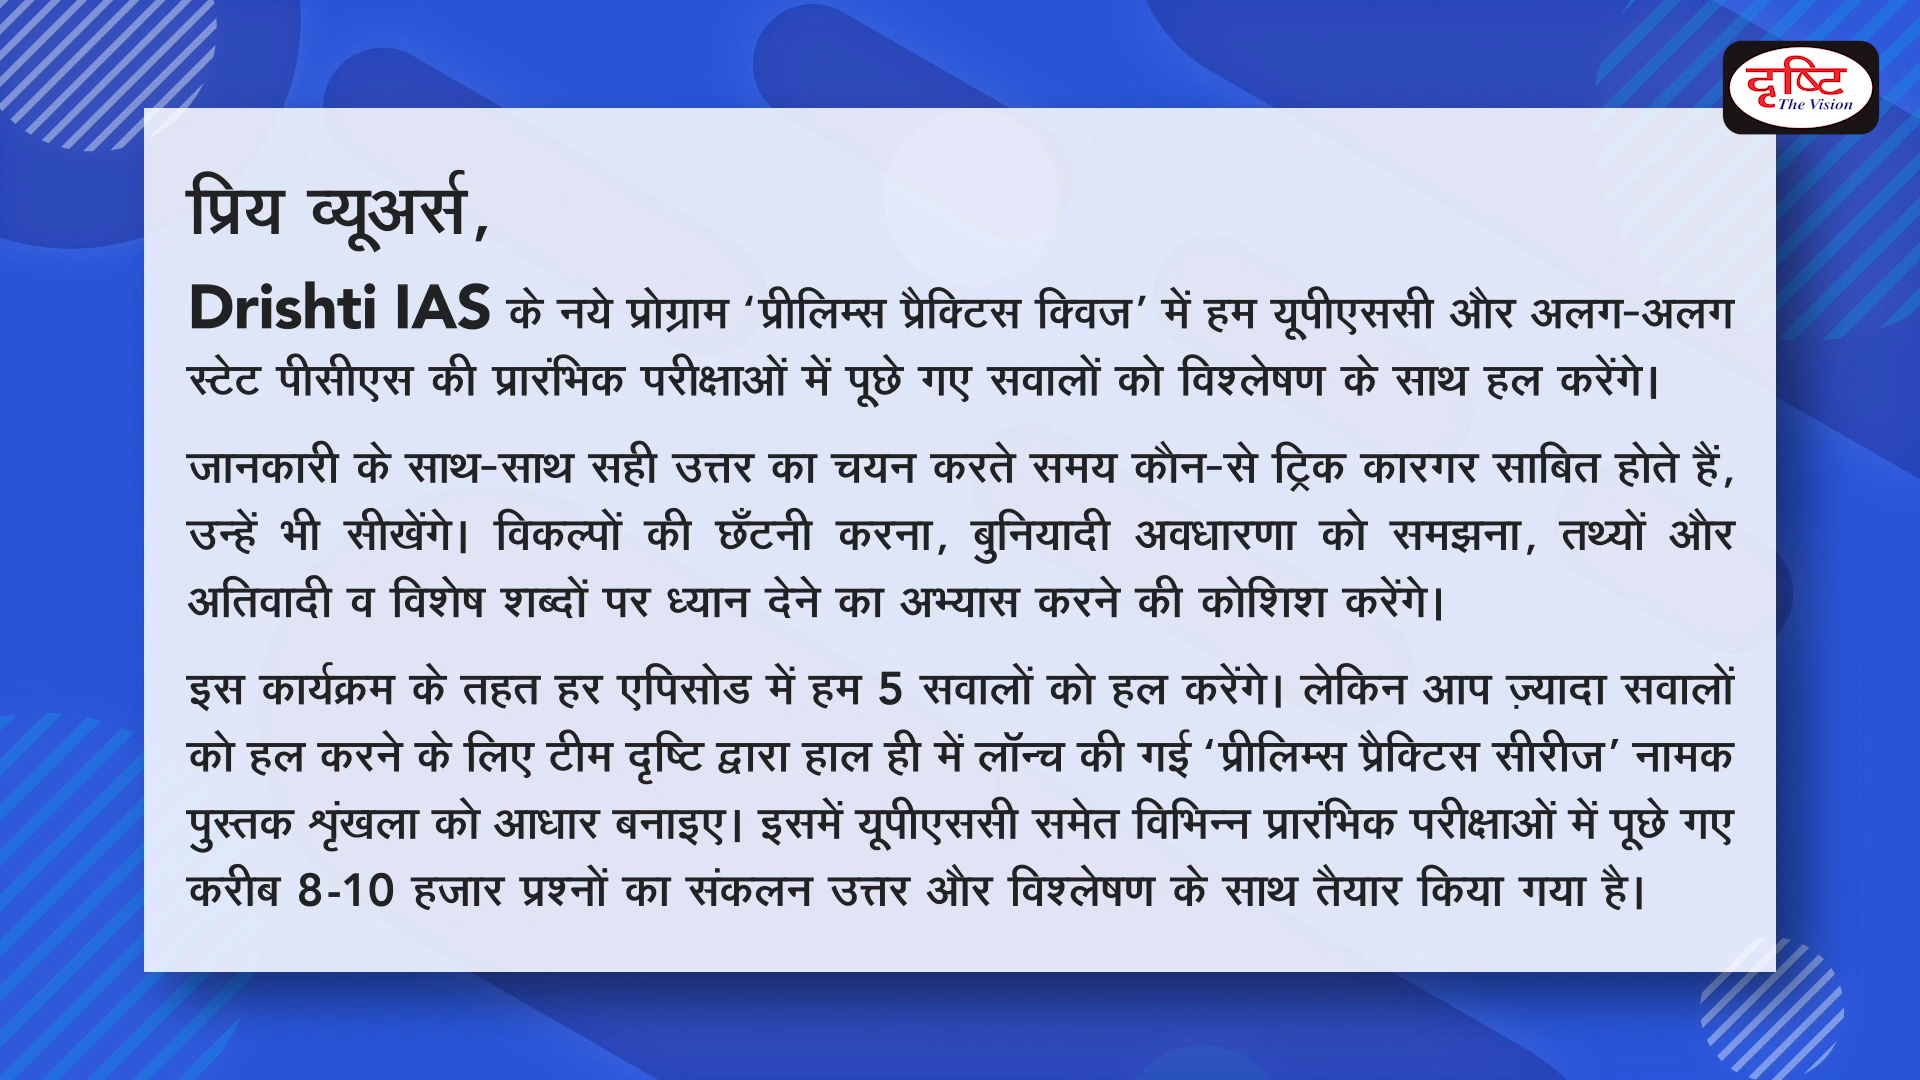 दृष्टि
The Vision
प्रिय व्यूअर्स,
Drishti IAS के नये प्रोग्राम ‘प्रीलिम्स प्रैक्टिस क्विज’ में हम यूपीएससी और अलग-अलग
स्टेट पीसीएस की प्रारंभिक परीक्षाओं में पूछे गए सवालों को विश्लेषण के साथ हल करेंगे।
जानकारी के साथ-साथ सही उत्तर का चयन करते समय कौन-से ट्रिक कारगर साबित होते हैं,
उन्हें भी सीखेंगे। विकल्पों की छँटनी करना, बुनियादी अवधारणा को समझना, तथ्यों और
अतिवादी व विशेष शब्दों पर ध्यान देने का अभ्यास करने की कोशिश करेंगे।
इस कार्यक्रम के तहत हर एपिसोड में हम 5 सवालों को हल करेंगे। लेकिन आप ज़्यादा सवालों
को हल करने के लिए टीम दृष्टि द्वारा हाल ही में लॉन्च की गई ‘प्रीलिम्स प्रैक्टिस सीरीज’ नामक
पुस्तक शृंखला को आधार बनाइए। इसमें यूपीएससी समेत विभिन्न प्रारंभिक परीक्षाओं में पूछे गए
करीब 8-10 हजार प्रश्नों का संकलन उत्तर और विश्लेषण के साथ तैयार किया गया है।